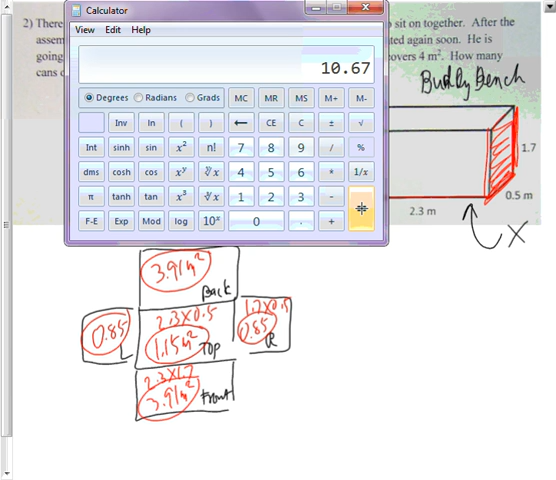 Calculator
View Edit Help
10.67
Degrees Radians Grads MC MR MS M+ M-
Inv ln ( ) ← CE C ± √
Int sinh sin x² n! 7 8 9 / %
dms cosh cos xʸ ʸ√x 4 5 6 * 1/x
π tanh tan x³ ³√x 1 2 3 -
F-E Exp Mod log 10ˣ 0 . +
2) There
sit on together. After the
assem
ted again soon. He is
going
overs 4 m². How many
cans o
Buddy Bench
1.7
0.5 m
2.3 m
X
3.91m²
Back
0.85
L
2.3×0.5
1.15m²
Top
1.7×0.5
0.85
R
2.3×1.7
3.91m²
Front